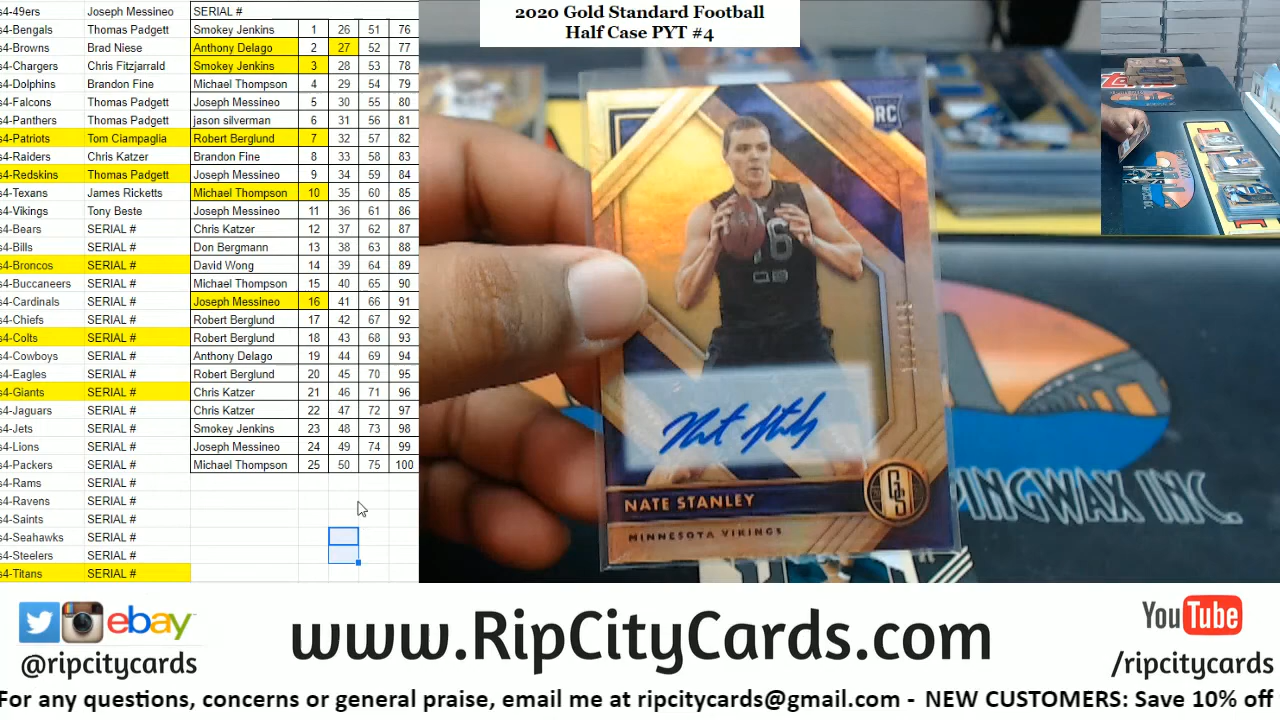 s4-49ers Joseph Messineo SERIAL #
s4-Bengals Thomas Padgett Smokey Jenkins 1 26 51 76
s4-Browns Brad Niese Anthony Delago 2 27 52 77
s4-Chargers Chris Fitzjarrald Smokey Jenkins 3 28 53 78
s4-Dolphins Brandon Fine Michael Thompson 4 29 54 79
s4-Falcons Thomas Padgett Joseph Messineo 5 30 55 80
s4-Panthers Thomas Padgett jason silverman 6 31 56 81
s4-Patriots Tom Ciampaglia Robert Berglund 7 32 57 82
s4-Raiders Chris Katzer Brandon Fine 8 33 58 83
s4-Redskins Thomas Padgett Joseph Messineo 9 34 59 84
s4-Texans James Ricketts Michael Thompson 10 35 60 85
s4-Vikings Tony Beste Joseph Messineo 11 36 61 86
s4-Bears SERIAL # Chris Katzer 12 37 62 87
s4-Bills SERIAL # Don Bergmann 13 38 63 88
s4-Broncos SERIAL # David Wong 14 39 64 89
s4-Buccaneers SERIAL # Michael Thompson 15 40 65 90
s4-Cardinals SERIAL # Joseph Messineo 16 41 66 91
s4-Chiefs SERIAL # Robert Berglund 17 42 67 92
s4-Colts SERIAL # Robert Berglund 18 43 68 93
s4-Cowboys SERIAL # Anthony Delago 19 44 69 94
s4-Eagles SERIAL # Robert Berglund 20 45 70 95
s4-Giants SERIAL # Chris Katzer 21 46 71 96
s4-Jaguars SERIAL # Chris Katzer 22 47 72 97
s4-Jets SERIAL # Smokey Jenkins 23 48 73 98
s4-Lions SERIAL # Joseph Messineo 24 49 74 99
s4-Packers SERIAL # Michael Thompson 25 50 75 100
s4-Rams SERIAL #
s4-Ravens SERIAL #
s4-Saints SERIAL #
s4-Seahawks SERIAL #
s4-Steelers SERIAL #
s4-Titans SERIAL #
2020 Gold Standard Football
Half Case PYT #4
RC
16
QB
NATE STANLEY
GS
MINNESOTA VIKINGS
PINGWAX INC.
ebay
@ripcitycards
www.RipCityCards.com
YouTube
/ripcitycards
For any questions, concerns or general praise, email me at ripcitycards@gmail.com - NEW CUSTOMERS: Save 10% off